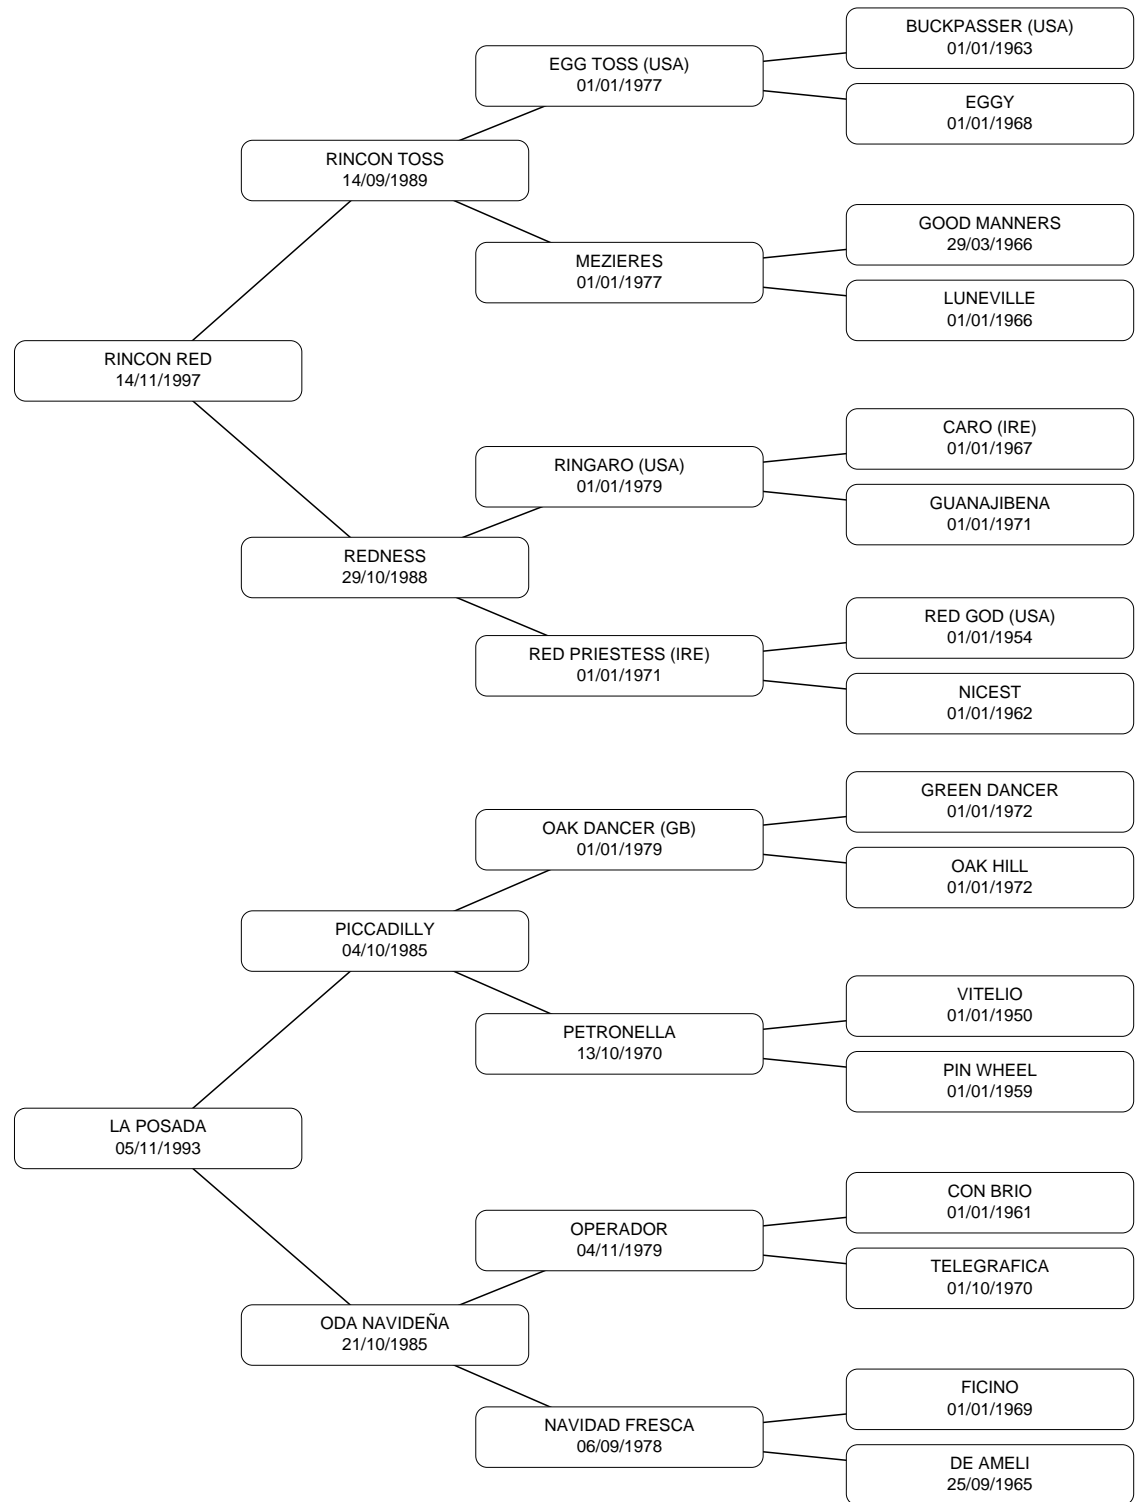 BUCKPASSER (USA)
01/01/1963
EGG TOSS (USA)
01/01/1977
EGGY
01/01/1968
RINCON TOSS
14/09/1989
GOOD MANNERS
29/03/1966
MEZIERES
01/01/1977
LUNEVILLE
01/01/1966
RINCON RED
14/11/1997
CARO (IRE)
01/01/1967
RINGARO (USA)
01/01/1979
GUANAJIBENA
01/01/1971
REDNESS
29/10/1988
RED GOD (USA)
01/01/1954
RED PRIESTESS (IRE)
01/01/1971
NICEST
01/01/1962
GREEN DANCER
01/01/1972
OAK DANCER (GB)
01/01/1979
OAK HILL
01/01/1972
PICCADILLY
04/10/1985
VITELIO
01/01/1950
PETRONELLA
13/10/1970
PIN WHEEL
01/01/1959
LA POSADA
05/11/1993
CON BRIO
01/01/1961
OPERADOR
04/11/1979
TELEGRAFICA
01/10/1970
ODA NAVIDEÑA
21/10/1985
FICINO
01/01/1969
NAVIDAD FRESCA
06/09/1978
DE AMELI
25/09/1965